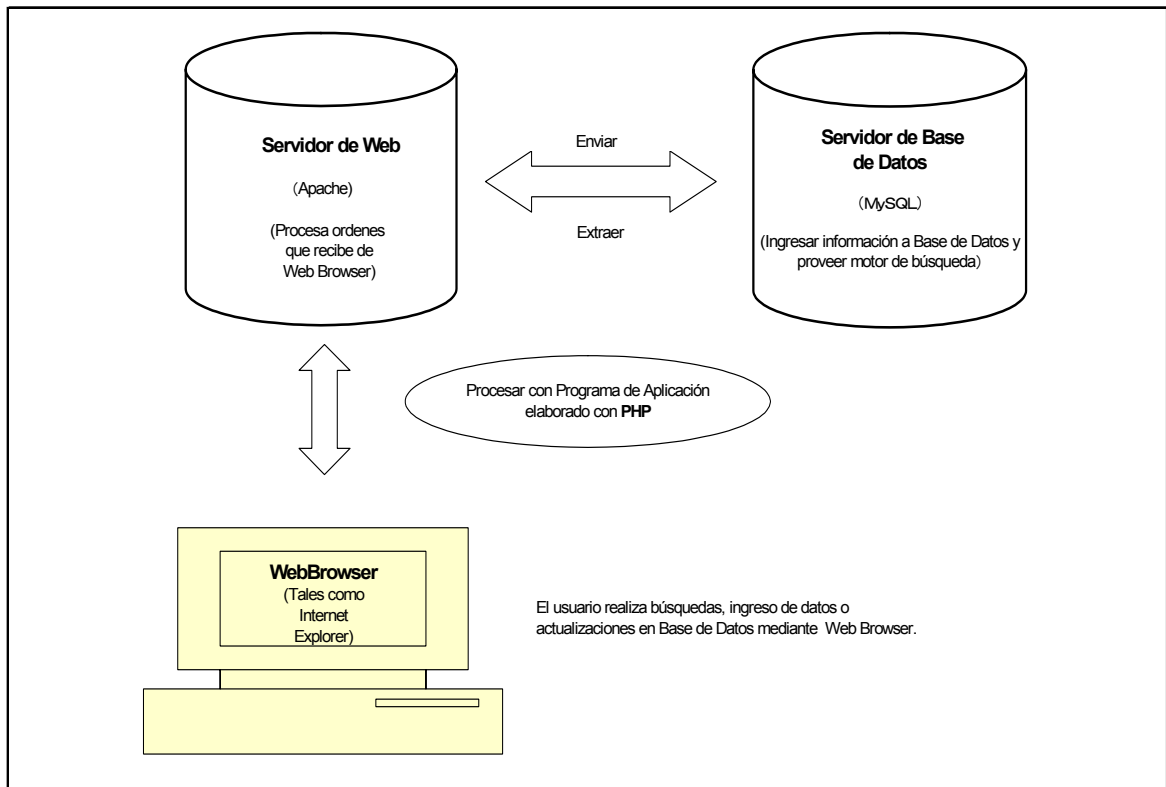 Servidor de Web
(Apache)
(Procesa ordenes
que recibe de
Web Browser)
Enviar
Extraer
Servidor de Base
de Datos
(MySQL)
(Ingresar información a Base de Datos y
proveer motor de búsqueda)
Procesar con Programa de Aplicación
elaborado con PHP
WebBrowser
(Tales como
Internet
Explorer)
El usuario realiza búsquedas, ingreso de datos o
actualizaciones en Base de Datos mediante Web Browser.